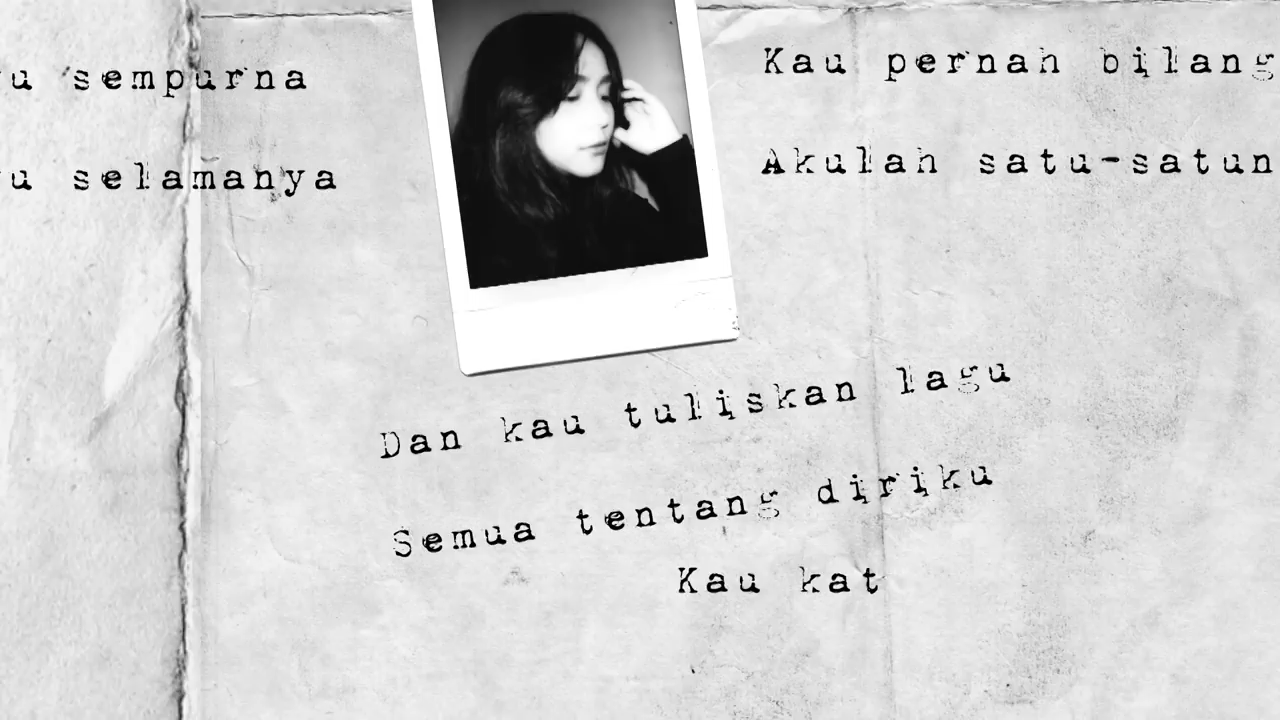 u sempurna
u selamanya
Kau pernah bilang
Akulah satu-satun
Dan kau tuliskan lagu
Semua tentang diriku
Kau kat